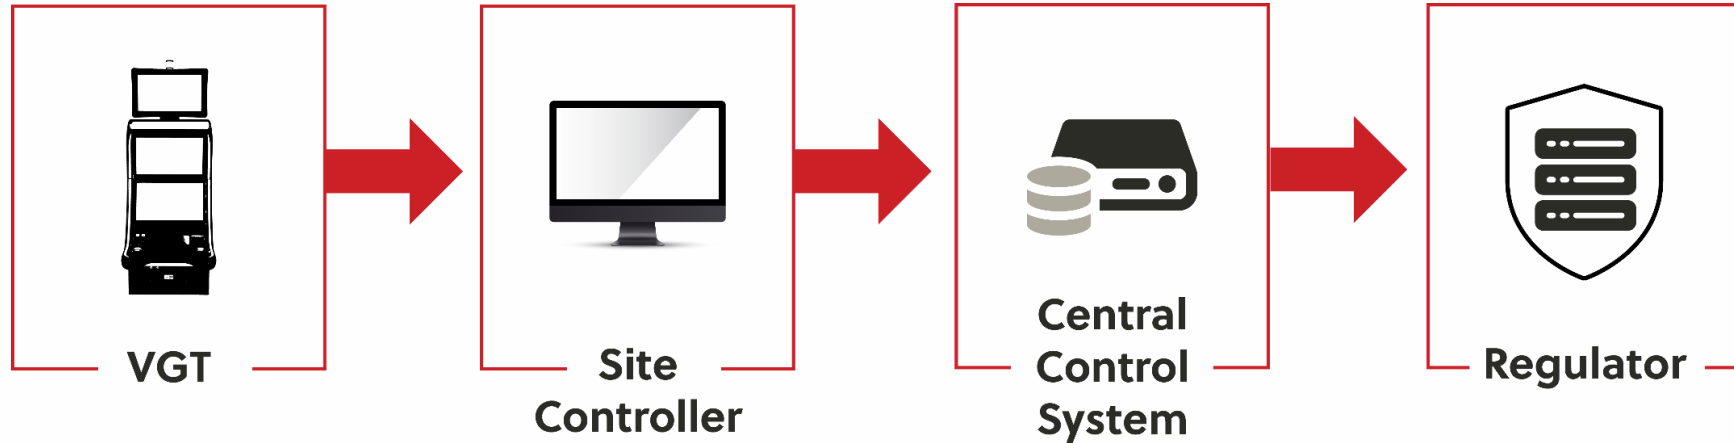 VGT
Site
Controller
Central
Control
System
Regulator